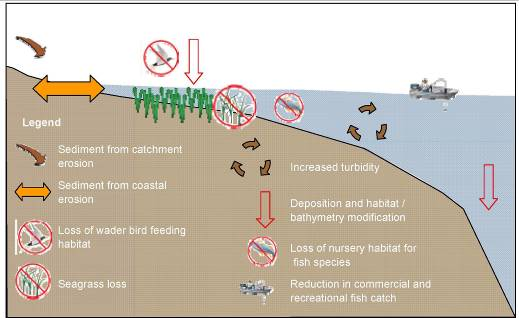 Legend
Sediment from catchment
erosion
Sediment from coastal
erosion
Loss of wader bird feeding
habitat
Seagrass loss
Increased turbidity
Deposition and habitat /
bathymetry modification
Loss of nursery habitat for
fish species
Reduction in commercial and
recreational fish catch